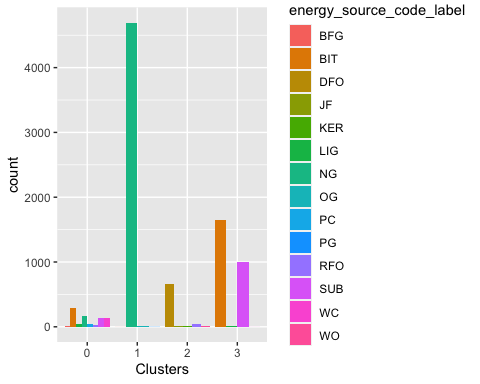 energy_source_code_label
BFG
BIT
DFO
JF
KER
LIG
NG
OG
PC
PG
RFO
SUB
WC
WO
count
4000
3000
2000
1000
0
0 1 2 3
Clusters